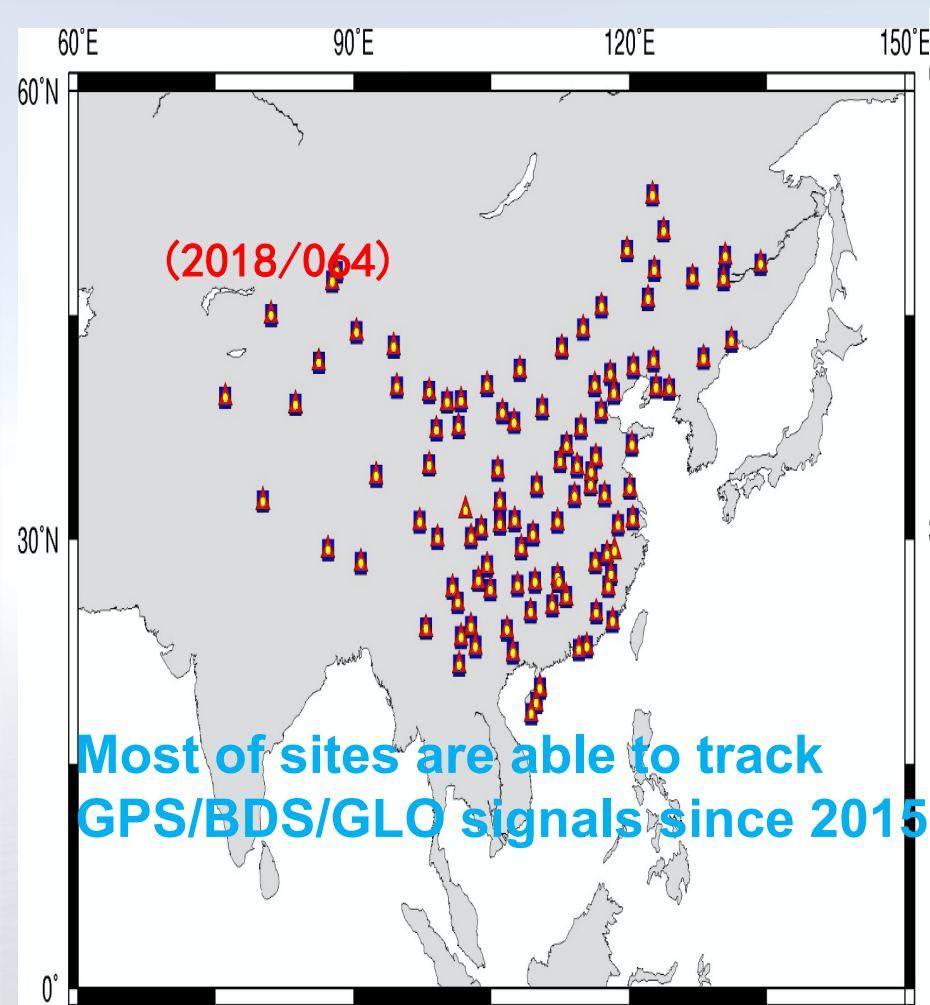 60°E 90°E 120°E 150°E
60°N
(2018/064)
30°N
Most of sites are able to track
GPS/BDS/GLO signals since 2015
0°